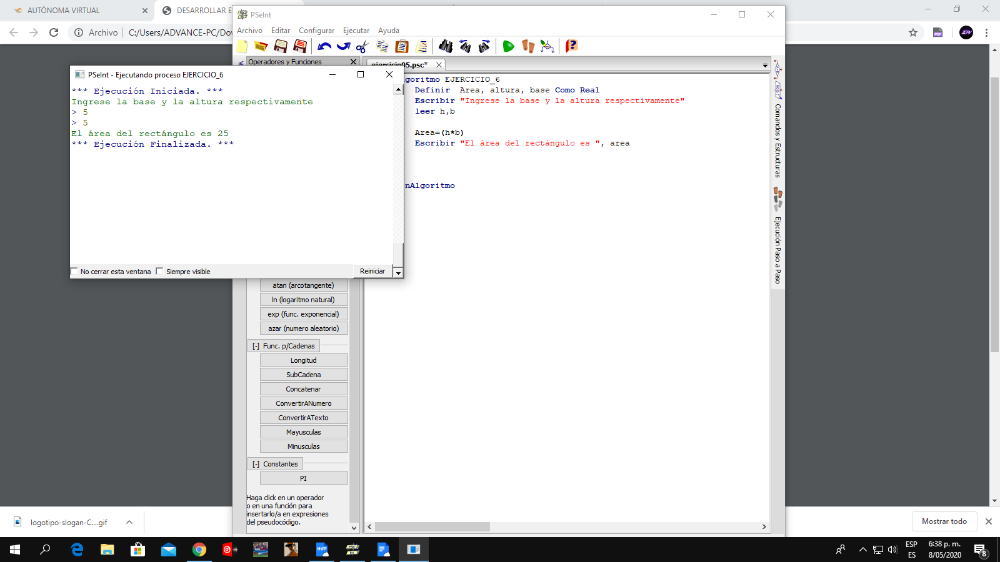 AUTÓNOMA VIRTUAL
DESARROLLAR E
Archivo
C:/Users/ADVANCE-PC/Dow
PSeInt
Archivo Editar Configurar Ejecutar Ayuda
Operadores y Funciones
ejercicio05.psc*
PSeInt - Ejecutando proceso EJERCICIO_6
*** Ejecución Iniciada. ***
Ingrese la base y la altura respectivamente
> 5
> 5
El área del rectángulo es 25
*** Ejecución Finalizada. ***
No cerrar esta ventana
Siempre visible
Reiniciar
goritmo EJERCICIO_6
Definir  Area, altura, base Como Real
Escribir "Ingrese la base y la altura respectivamente"
leer h,b
Area=(h*b)
Escribir "El área del rectángulo es ", area
nAlgoritmo
Comandos y Estructuras
Ejecución Paso a Paso
atan (arcotangente)
ln (logaritmo natural)
exp (func. exponencial)
azar (numero aleatorio)
[-] Func. p/Cadenas
Longitud
SubCadena
Concatenar
ConvertirANumero
ConvertirATexto
Mayusculas
Minusculas
[-] Constantes
PI
Haga click en un operador
o en una función para
insertarlo/a en expresiones
del pseudocódigo.
logotipo-slogan-C....gif
Mostrar todo
HWP
ESP
ES
6:38 p. m.
8/05/2020
8